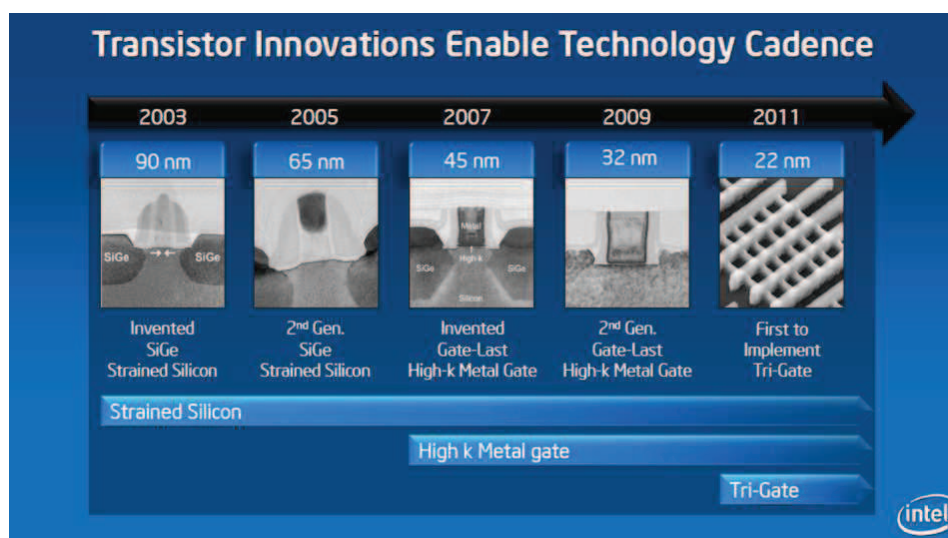 Transistor Innovations Enable Technology Cadence
2003 2005 2007 2009 2011
90 nm 65 nm 45 nm 32 nm 22 nm
SiGe SiGe
Metal
High-k
SiGe SiGe
Silicon
Invented
SiGe
Strained Silicon
2nd Gen.
SiGe
Strained Silicon
Invented
Gate-Last
High-k Metal Gate
2nd Gen.
Gate-Last
High-k Metal Gate
First to
Implement
Tri-Gate
Strained Silicon
High k Metal gate
Tri-Gate
intel